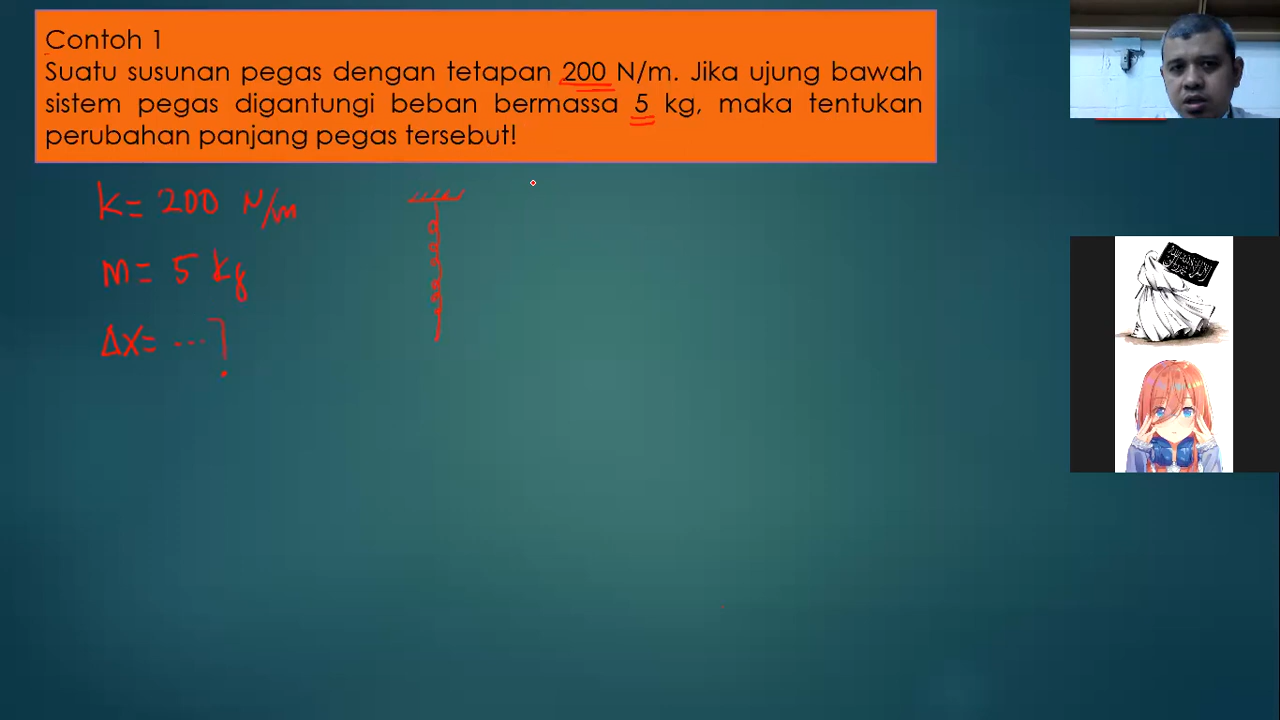 Contoh 1
Suatu susunan pegas dengan tetapan 200 N/m. Jika ujung bawah
sistem pegas digantungi beban bermassa 5 kg, maka tentukan
perubahan panjang pegas tersebut!
k = 200 N/m
m = 5 kg
Δx = ...?